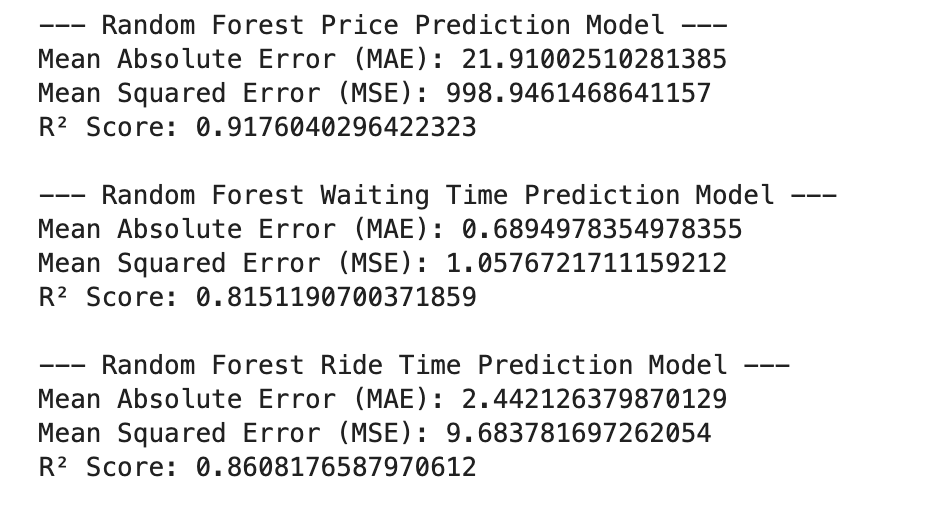 --- Random Forest Price Prediction Model ---
Mean Absolute Error (MAE): 21.91002510281385
Mean Squared Error (MSE): 998.9461468641157
R² Score: 0.9176040296422323
--- Random Forest Waiting Time Prediction Model ---
Mean Absolute Error (MAE): 0.6894978354978355
Mean Squared Error (MSE): 1.0576721711159212
R² Score: 0.8151190700371859
--- Random Forest Ride Time Prediction Model ---
Mean Absolute Error (MAE): 2.442126379870129
Mean Squared Error (MSE): 9.683781697262054
R² Score: 0.8608176587970612